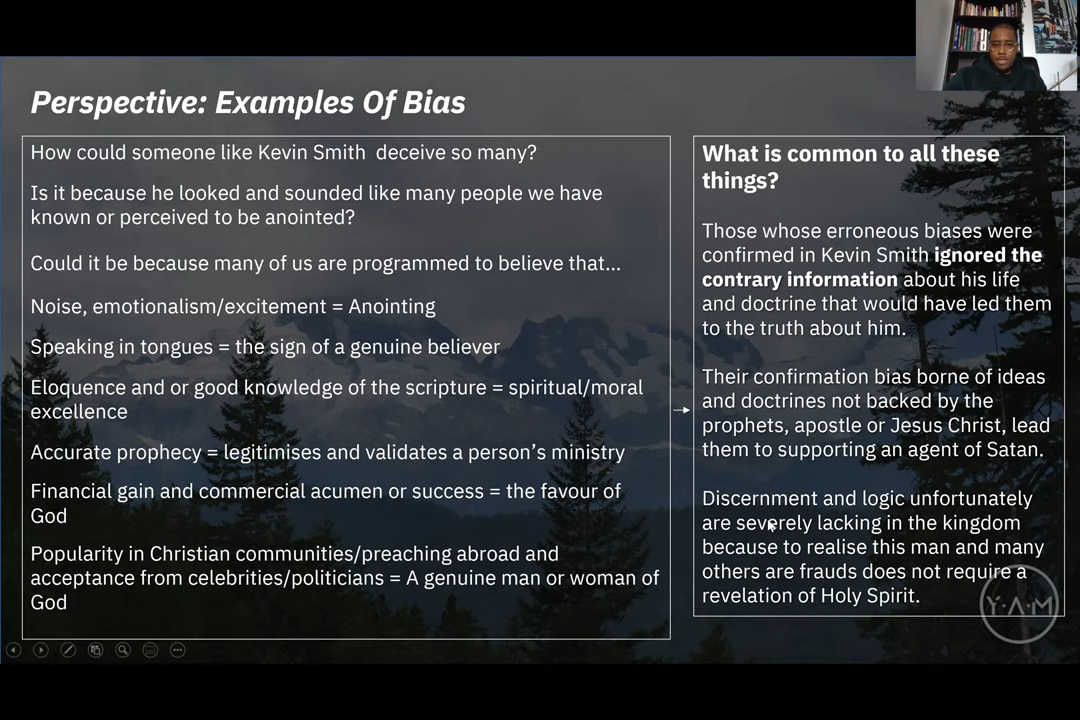 Perspective: Examples Of Bias
How could someone like Kevin Smith deceive so many?
Is it because he looked and sounded like many people we have
known or perceived to be anointed?
Could it be because many of us are programmed to believe that...
Noise, emotionalism/excitement = Anointing
Speaking in tongues = the sign of a genuine believer
Eloquence and or good knowledge of the scripture = spiritual/moral
excellence
Accurate prophecy = legitimises and validates a person's ministry
Financial gain and commercial acumen or success = the favour of
God
Popularity in Christian communities/preaching abroad and
acceptance from celebrities/politicians = A genuine man or woman of
God
What is common to all these
things?
Those whose erroneous biases were
confirmed in Kevin Smith ignored the
contrary information about his life
and doctrine that would have led them
to the truth about him.
Their confirmation bias borne of ideas
and doctrines not backed by the
prophets, apostle or Jesus Christ, lead
them to supporting an agent of Satan.
Discernment and logic unfortunately
are severely lacking in the kingdom
because to realise this man and many
others are frauds does not require a
revelation of Holy Spirit.
Y·A·M